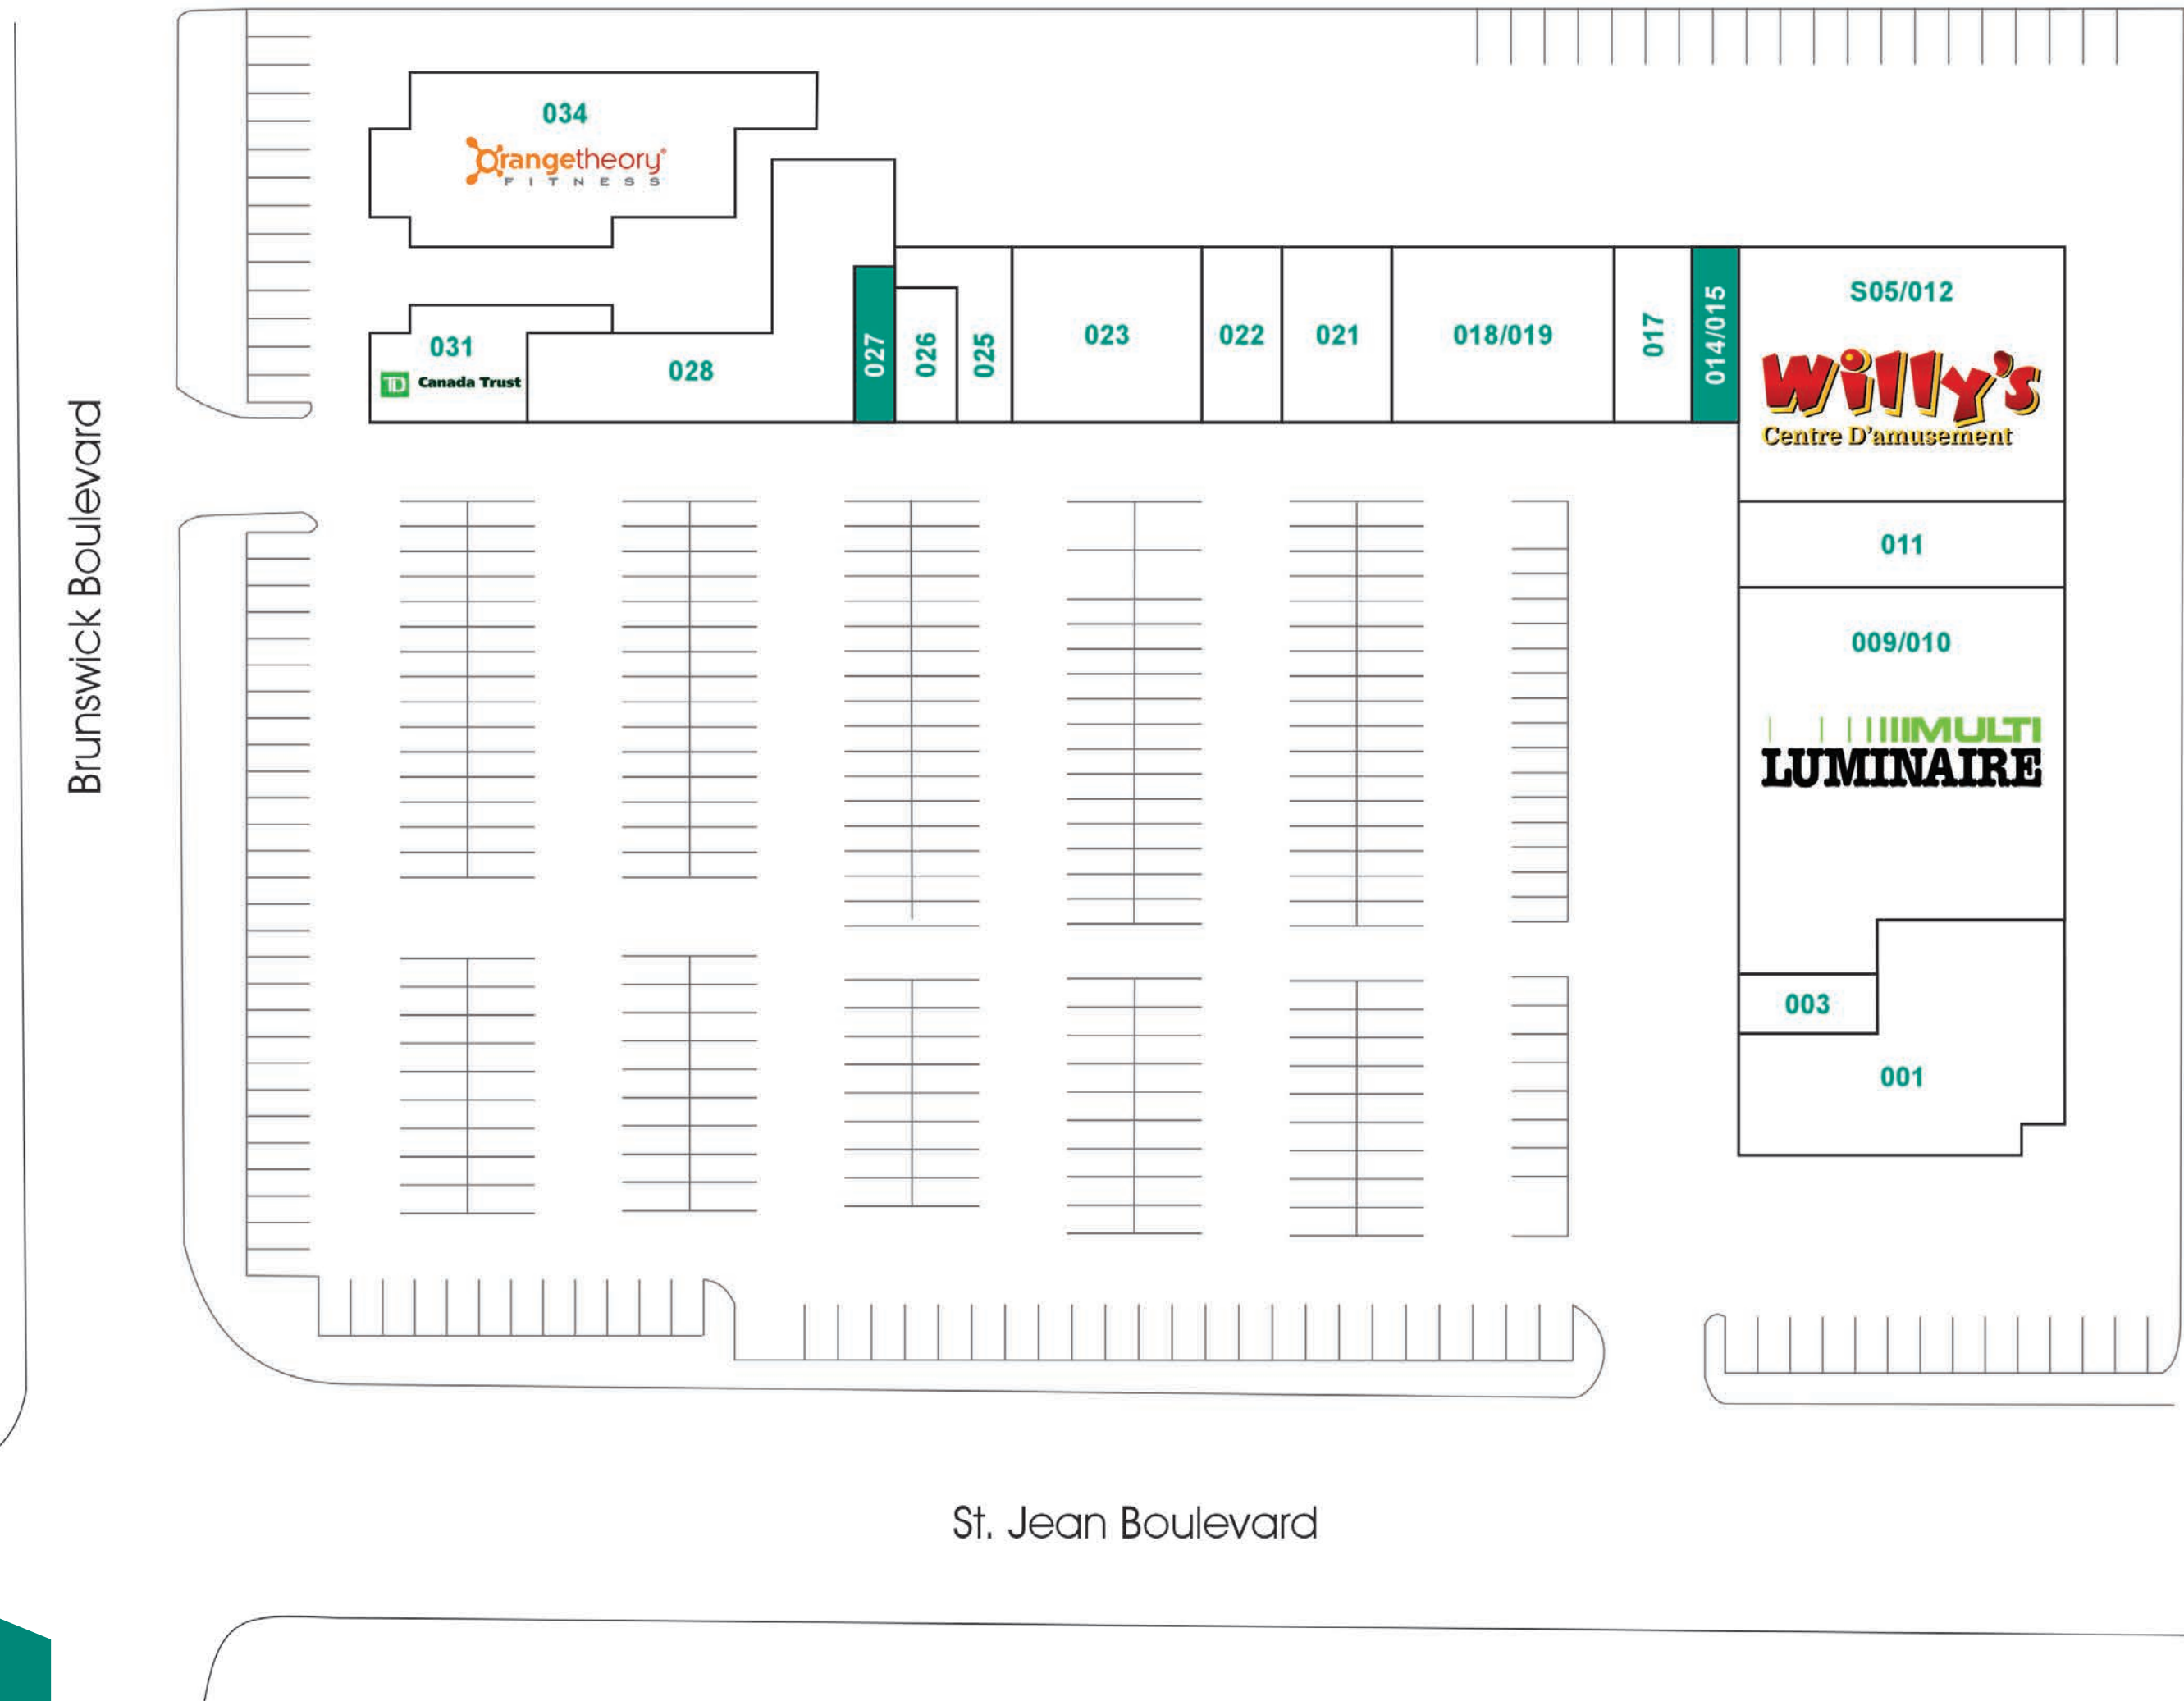 034
Orangetheory®
FITNESS
031
TD Canada Trust
028
027
026
025
023
022
021
018/019
017
014/015
S05/012
Willy's
Centre D'amusement
011
009/010
MULTI
LUMINAIRE
003
001
Brunswick Boulevard
St. Jean Boulevard